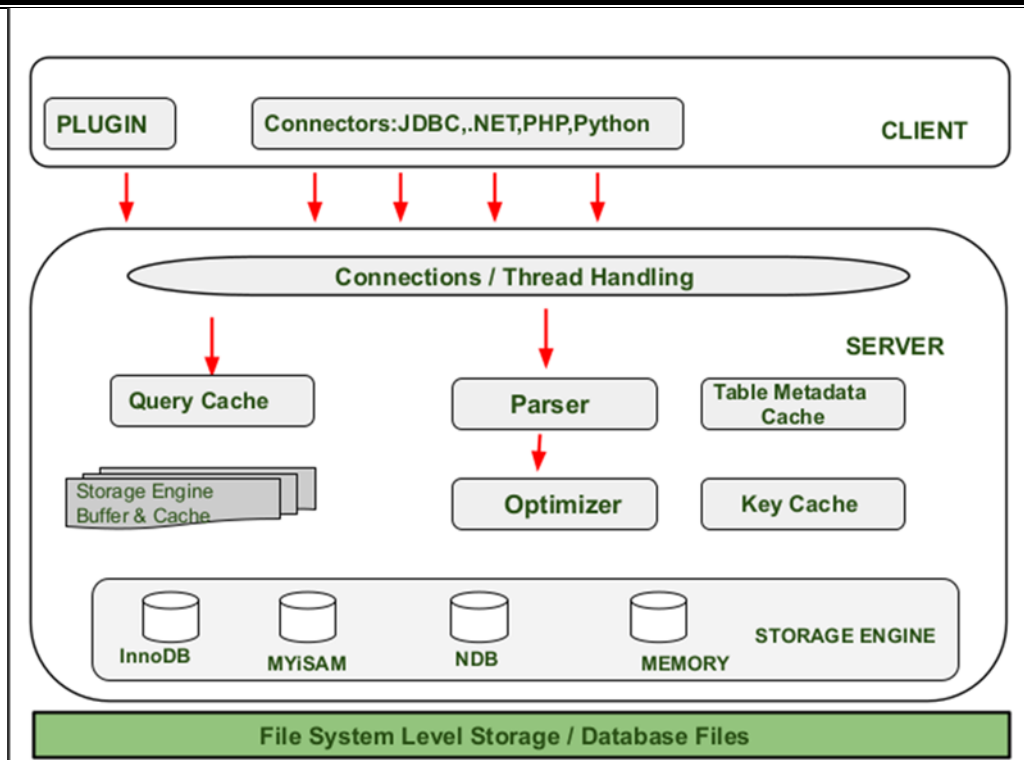 PLUGIN
Connectors:JDBC,.NET,PHP,Python
CLIENT
Connections / Thread Handling
SERVER
Query Cache
Parser
Table Metadata
Cache
Storage Engine
Buffer & Cache
Optimizer
Key Cache
InnoDB
MYiSAM
NDB
MEMORY
STORAGE ENGINE
File System Level Storage / Database Files